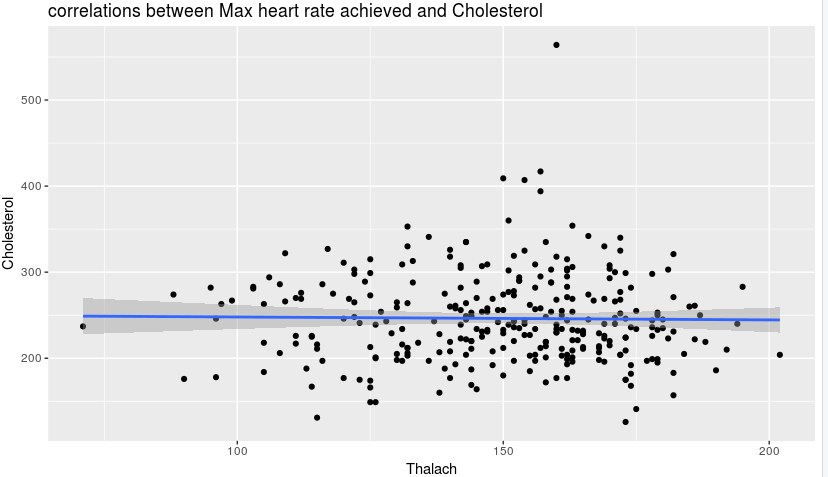 correlations between Max heart rate achieved and Cholesterol
500
400
300
200
Cholesterol
100
150
200
Thalach